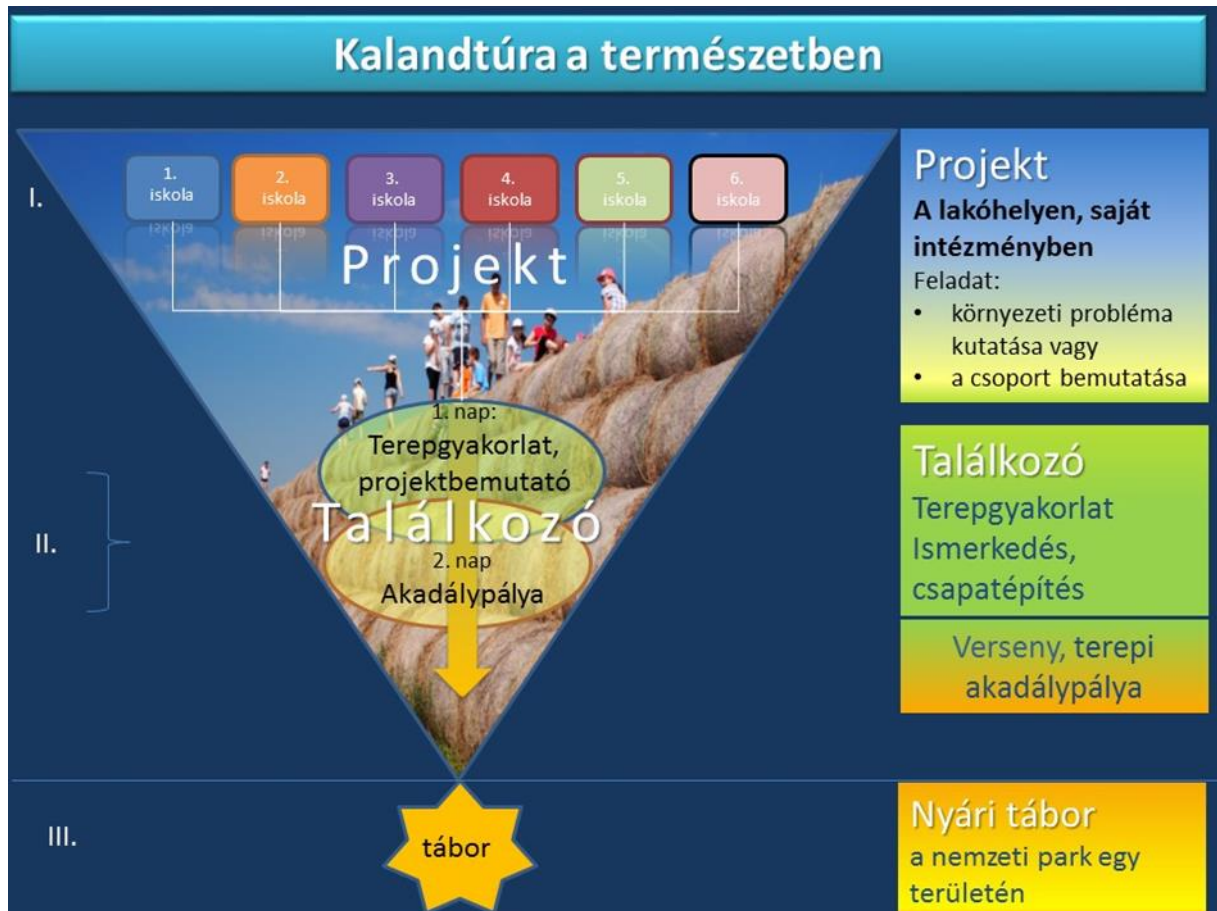 Kalandtúra a természetben
I.
1.
iskola
2.
iskola
3.
iskola
4.
iskola
5.
iskola
6.
iskola
Projekt
1. nap:
Terepgyakorlat,
projektbemutató
II.
Találkozó
2. nap
Akadálypálya
III.
tábor
Projekt
A lakóhelyen, saját
intézményben
Feladat:
• környezeti probléma
kutatása vagy
• a csoport bemutatása
Találkozó
Terepgyakorlat
Ismerkedés,
csapatépítés
Verseny, terepi
akadálypálya
Nyári tábor
a nemzeti park egy
területén